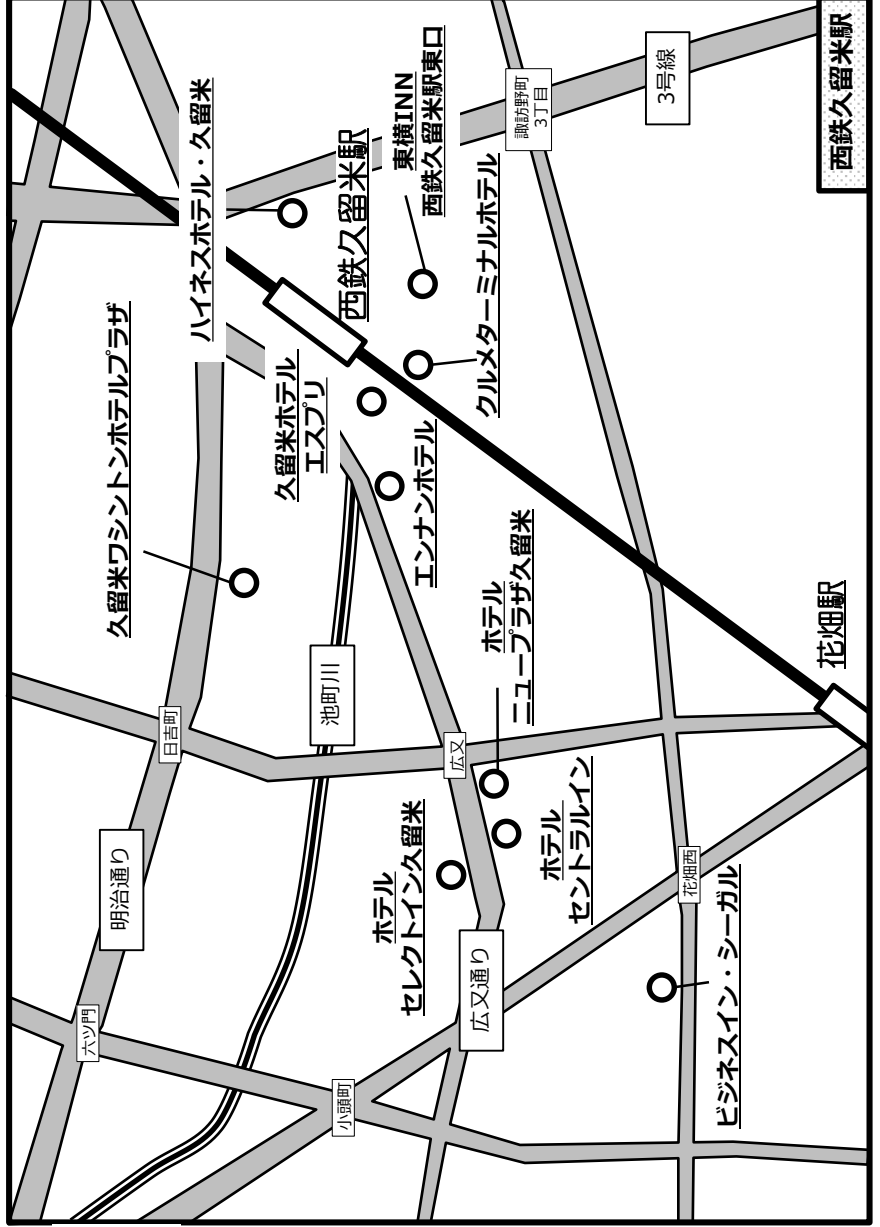 西鉄久留米駅
3号線
諏訪野町
3丁目
東横INN
西鉄久留米駅東口
ハイネスホテル・久留米
西鉄久留米駅
クルメターミナルホテル
久留米ホテル
エスプリ
エンナンホテル
久留米ワシントンホテルプラザ
ホテル
ニュープラザ久留米
花畑駅
池町川
日吉町
広又
明治通り
ホテル
セレクトイン久留米
ホテル
セントラルイン
花畑西
広又通り
ビジネスイン・シーガル
六ツ門
小頭町